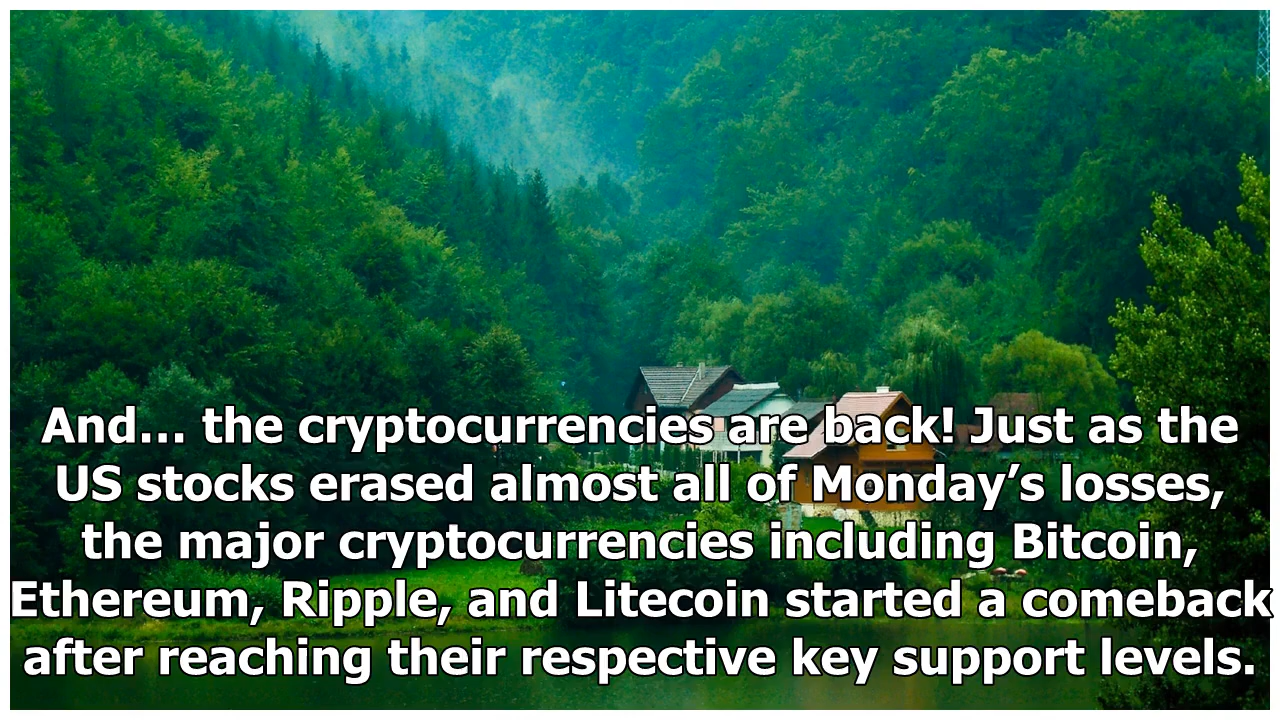 And… the cryptocurrencies are back! Just as the
US stocks erased almost all of Monday’s losses,
the major cryptocurrencies including Bitcoin,
Ethereum, Ripple, and Litecoin started a comeback
after reaching their respective key support levels.